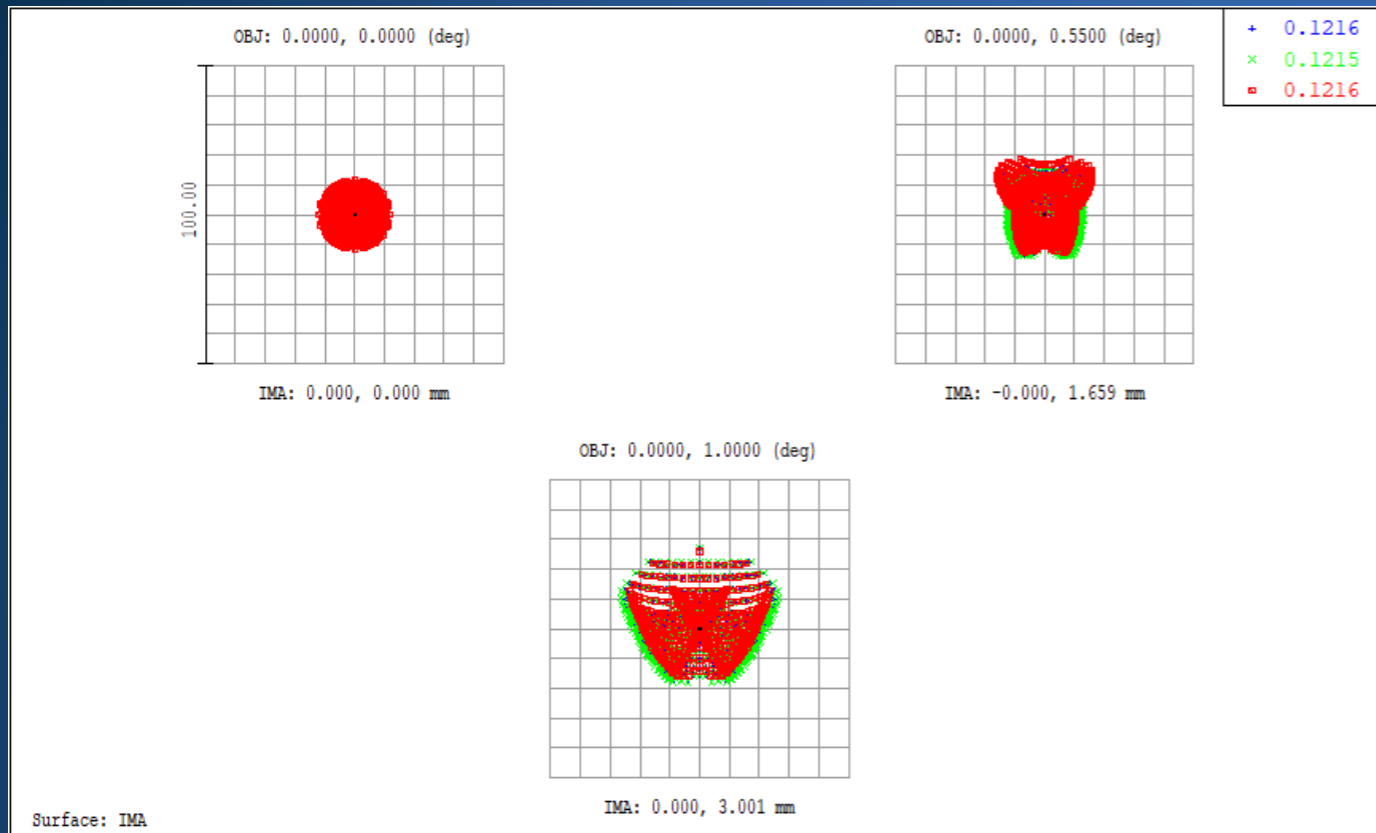 OBJ: 0.0000, 0.0000 (deg)
OBJ: 0.0000, 0.5500 (deg)
0.1216
0.1215
0.1216
100.00
IMA: 0.000, 0.000 mm
IMA: -0.000, 1.659 mm
OBJ: 0.0000, 1.0000 (deg)
IMA: 0.000, 3.001 mm
Surface: IMA